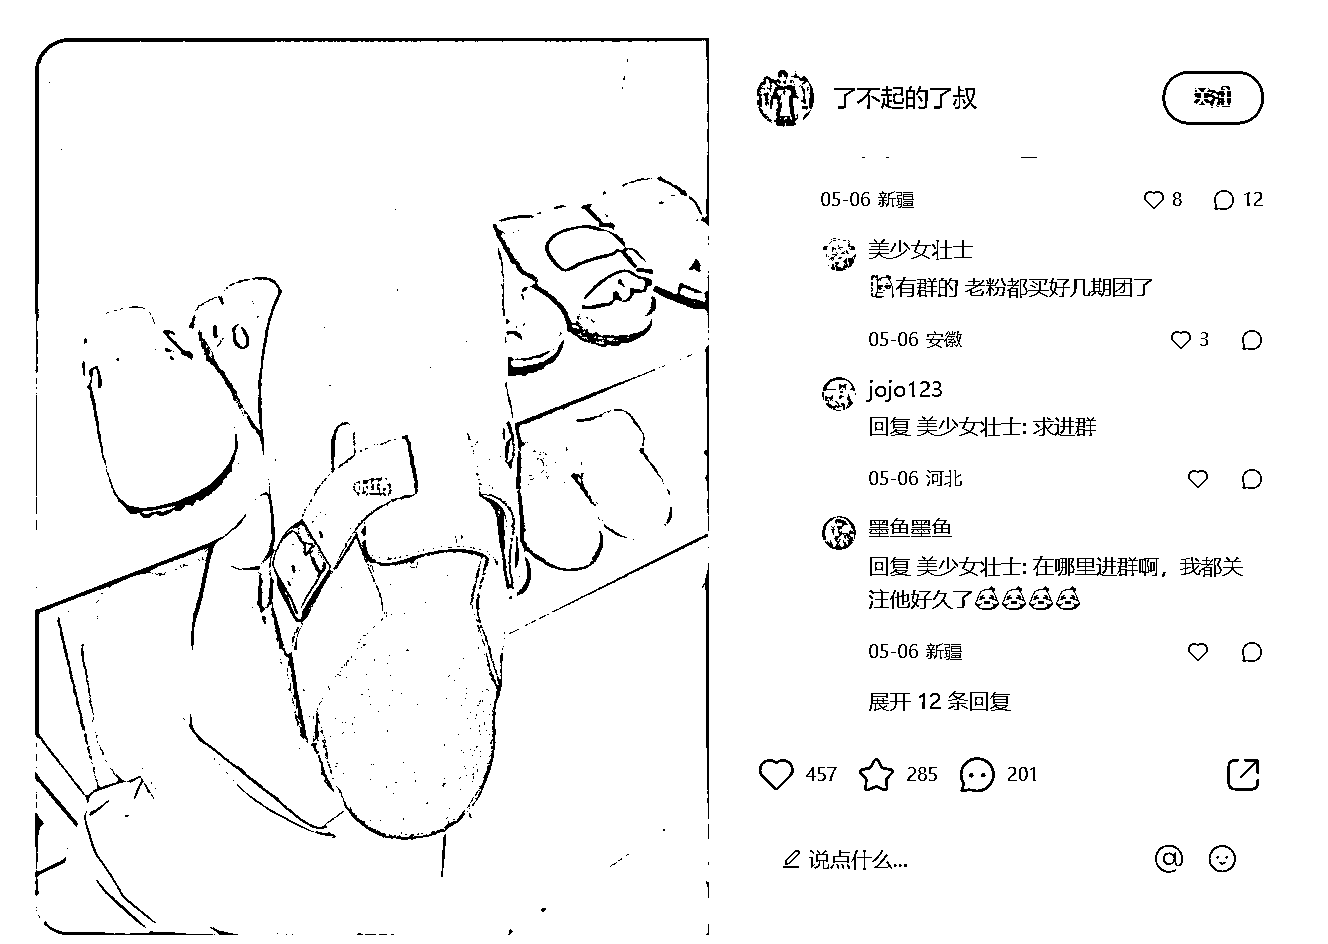 了不起的了叔
05-06 新疆
8
12
美少女壮士
有群的 老粉都买好几期团了
05-06 安徽
3
jojo123
回复 美少女壮士: 求进群
05-06 河北
墨鱼墨鱼
回复 美少女壮士: 在哪里进群啊，我都关
注他好久了
05-06 新疆
展开 12 条回复
457
285
201
说点什么...